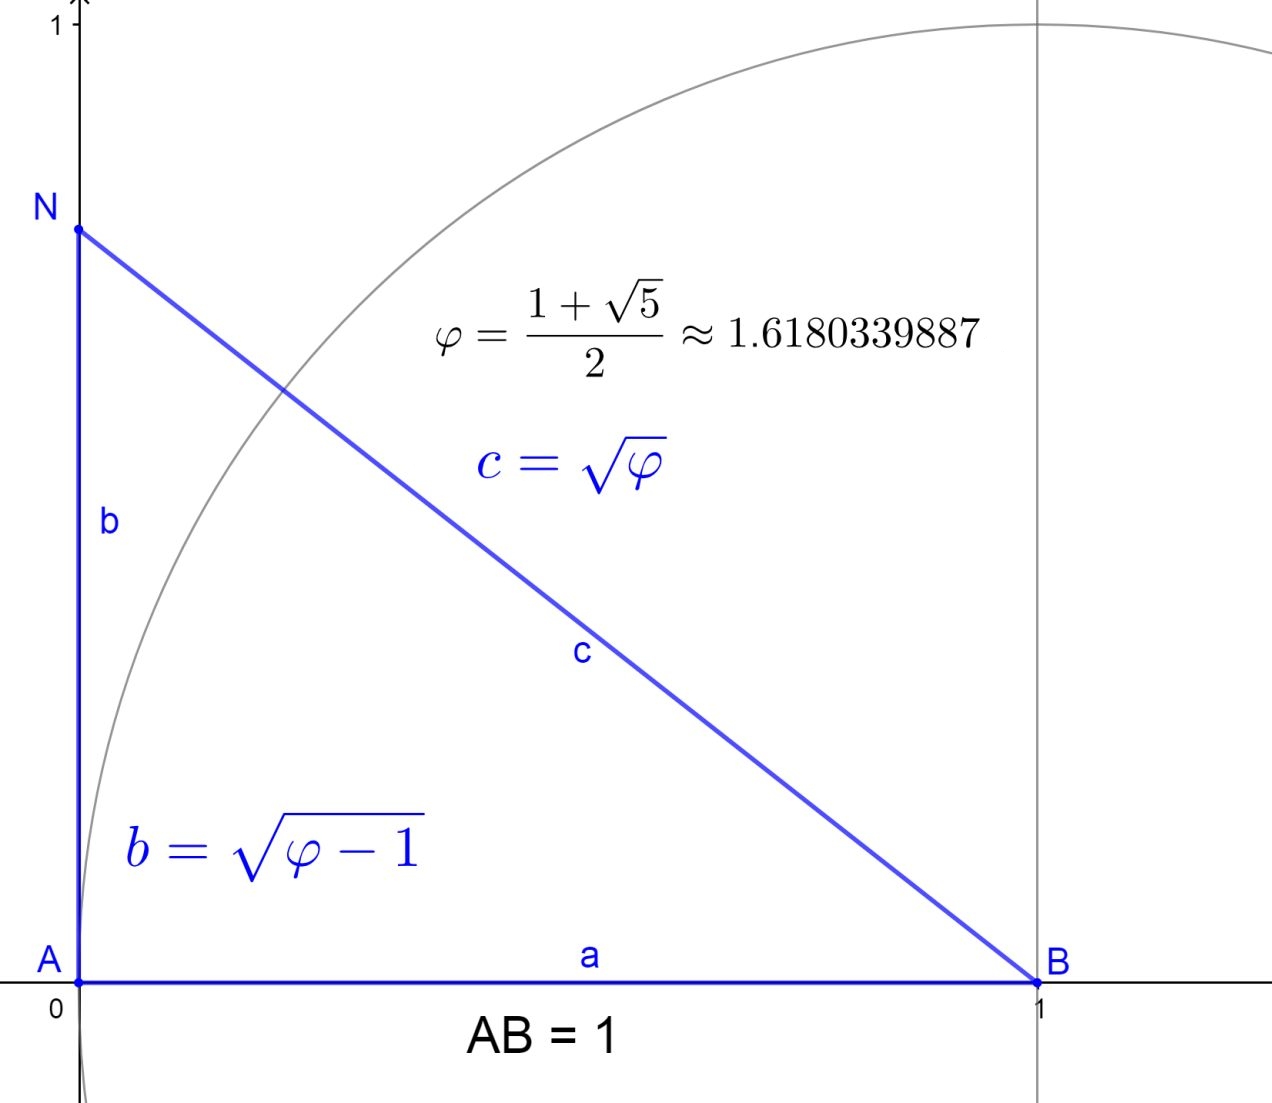 1
N
φ = (1 + √5) / 2 ≈ 1.6180339887
c = √φ
b
c
b = √(φ − 1)
A
a
B
0
1
AB = 1